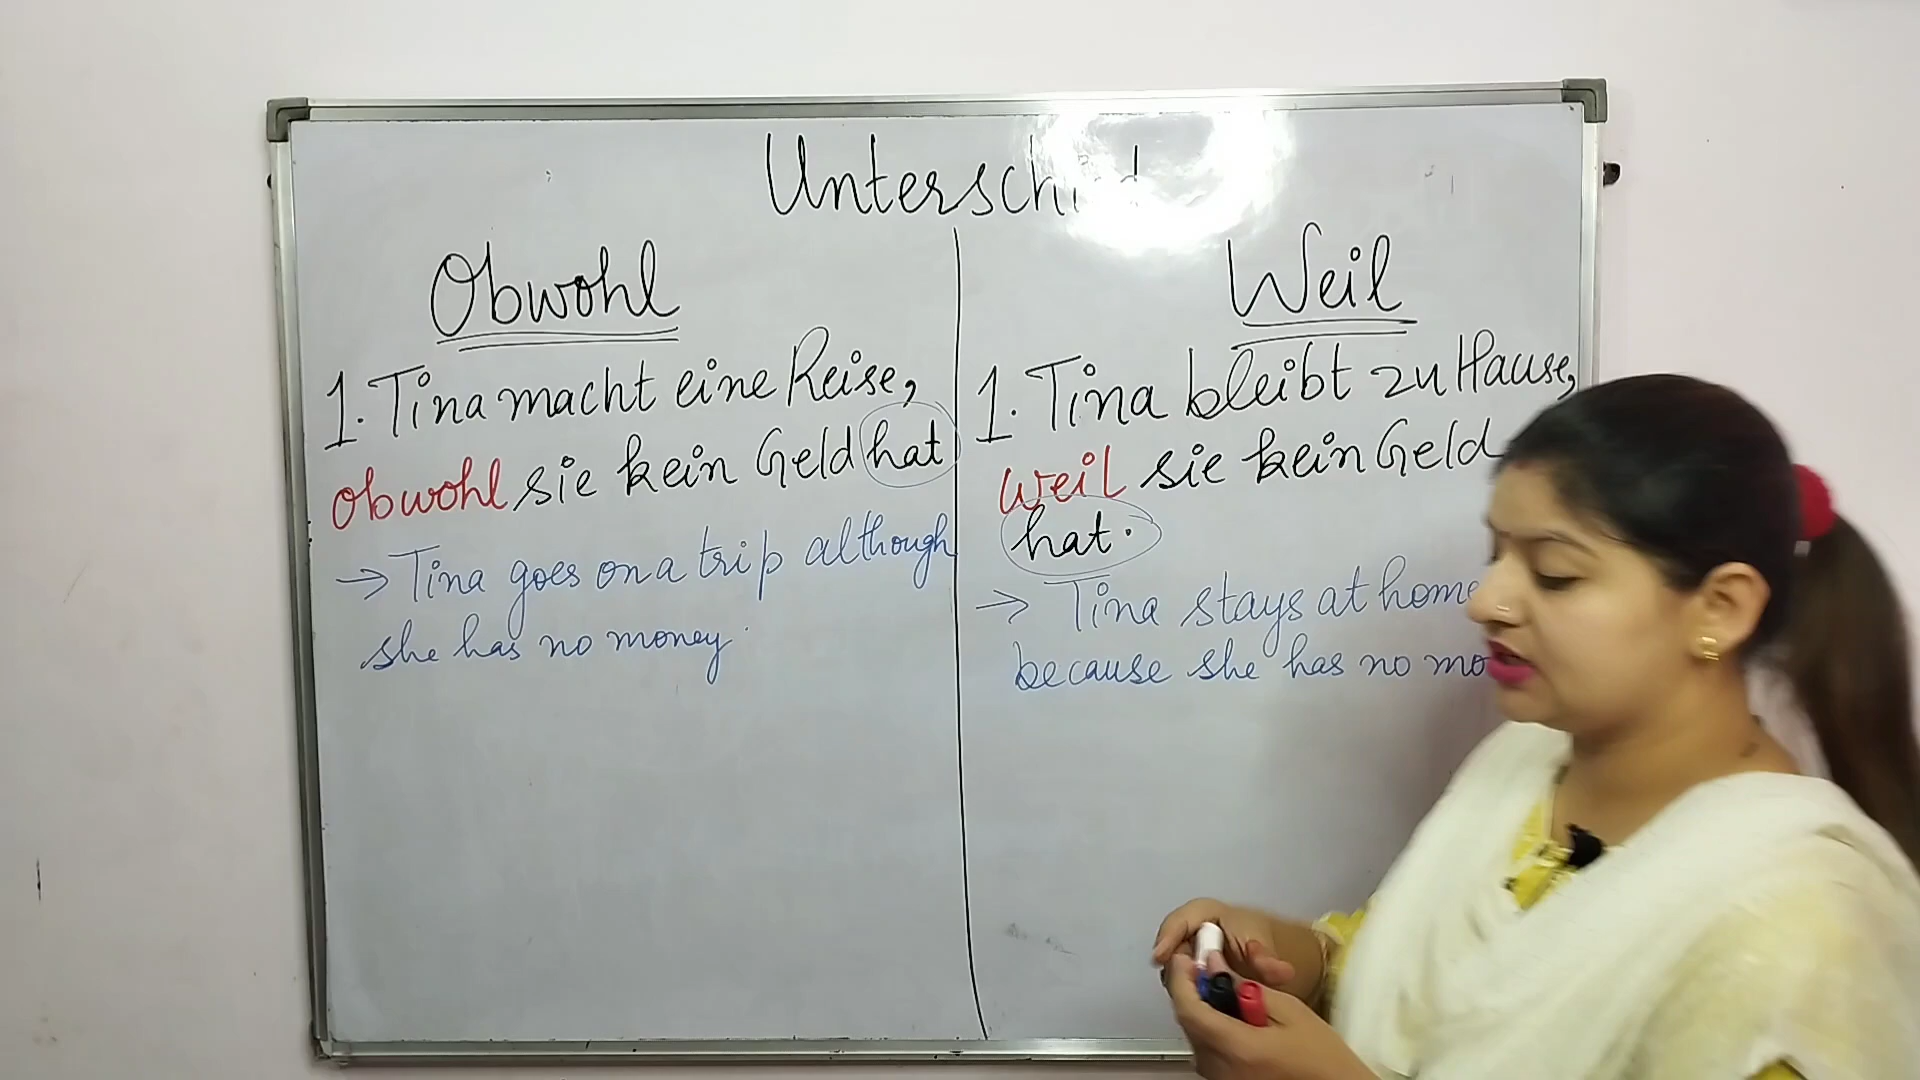 Obwohl
1. Tina macht eine Reise,
obwohl sie kein Geld hat
→ Tina goes on a trip although
she has no money.
Weil
1. Tina bleibt zu Hause,
weil sie kein Geld
hat.
→ Tina stays at home
because she has no